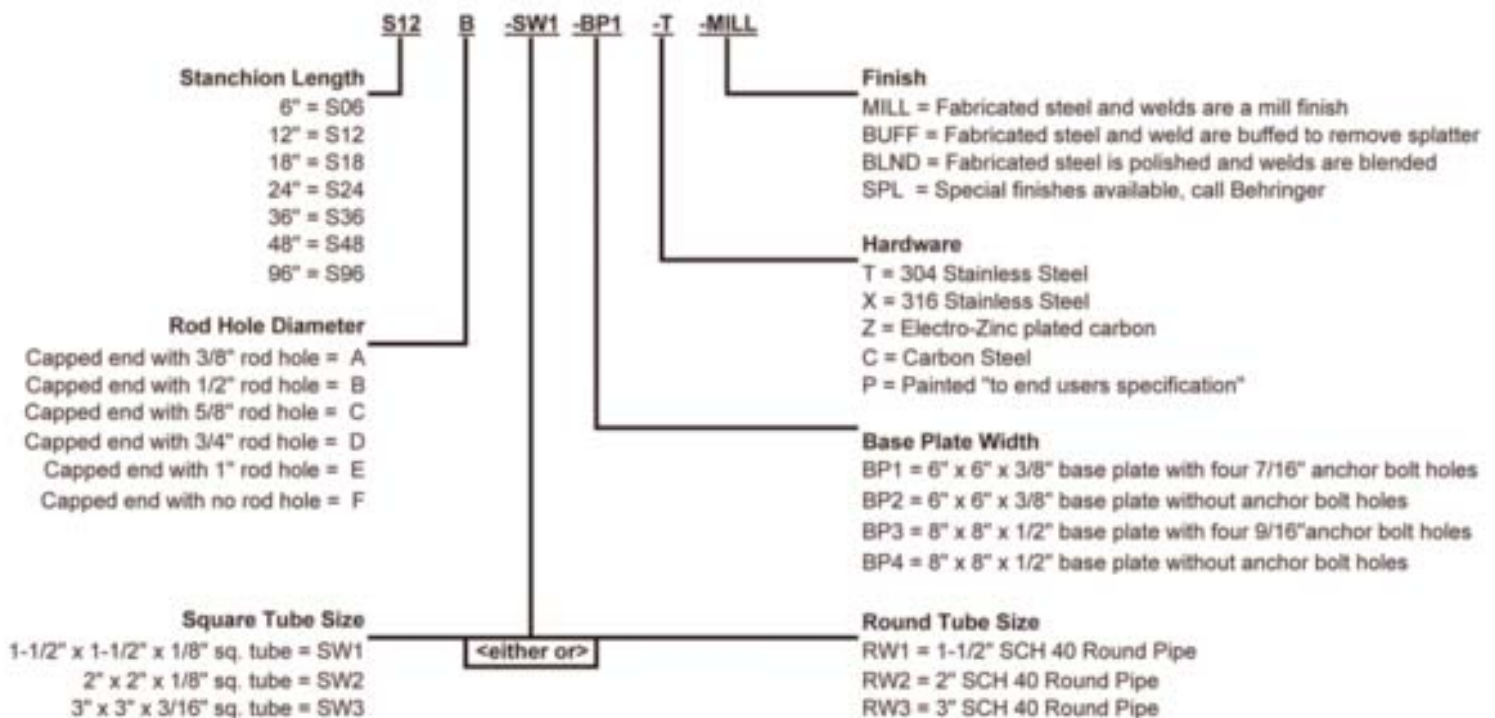 S12 B -SW1 -BP1 -T -MILL
Stanchion Length
6" = S06
12" = S12
18" = S18
24" = S24
36" = S36
48" = S48
96" = S96
Rod Hole Diameter
Capped end with 3/8" rod hole = A
Capped end with 1/2" rod hole = B
Capped end with 5/8" rod hole = C
Capped end with 3/4" rod hole = D
Capped end with 1" rod hole = E
Capped end with no rod hole = F
Square Tube Size
1-1/2" x 1-1/2" x 1/8" sq. tube = SW1
2" x 2" x 1/8" sq. tube = SW2
3" x 3" x 3/16" sq. tube = SW3
<either or>
Finish
MILL = Fabricated steel and welds are a mill finish
BUFF = Fabricated steel and weld are buffed to remove splatter
BLND = Fabricated steel is polished and welds are blended
SPL = Special finishes available, call Behringer
Hardware
T = 304 Stainless Steel
X = 316 Stainless Steel
Z = Electro-Zinc plated carbon
C = Carbon Steel
P = Painted "to end users specification"
Base Plate Width
BP1 = 6" x 6" x 3/8" base plate with four 7/16" anchor bolt holes
BP2 = 6" x 6" x 3/8" base plate without anchor bolt holes
BP3 = 8" x 8" x 1/2" base plate with four 9/16"anchor bolt holes
BP4 = 8" x 8" x 1/2" base plate without anchor bolt holes
Round Tube Size
RW1 = 1-1/2" SCH 40 Round Pipe
RW2 = 2" SCH 40 Round Pipe
RW3 = 3" SCH 40 Round Pipe